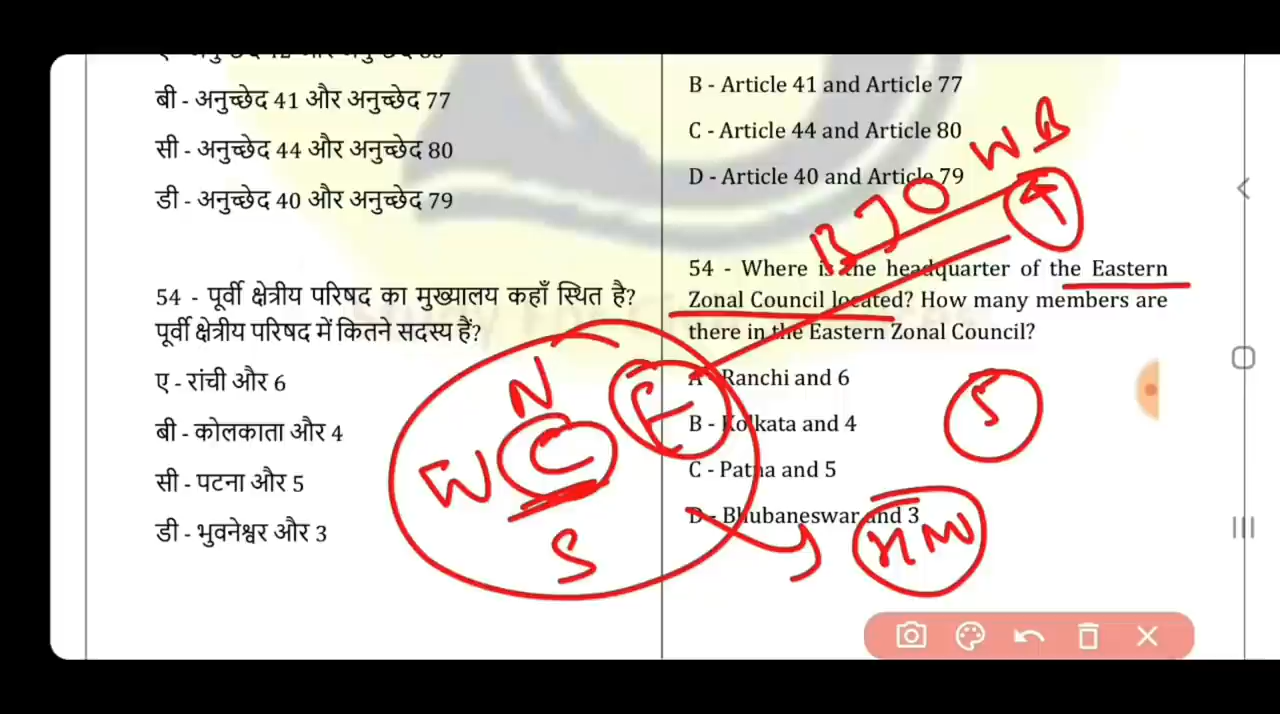 बी - अनुच्छेद 41 और अनुच्छेद 77
सी - अनुच्छेद 44 और अनुच्छेद 80
डी - अनुच्छेद 40 और अनुच्छेद 79
54 - पूर्वी क्षेत्रीय परिषद का मुख्यालय कहाँ स्थित है?
पूर्वी क्षेत्रीय परिषद में कितने सदस्य हैं?
ए - रांची और 6
बी - कोलकाता और 4
सी - पटना और 5
डी - भुवनेश्वर और 3
B - Article 41 and Article 77
C - Article 44 and Article 80
D - Article 40 and Article 79
W B
B J O
54 - Where is the headquarter of the Eastern
Zonal Council located? How many members are
there in the Eastern Zonal Council?
A - Ranchi and 6
B - Kolkata and 4
C - Patna and 5
D - Bhubaneswar and 3
N
E
W C
S
5
HM